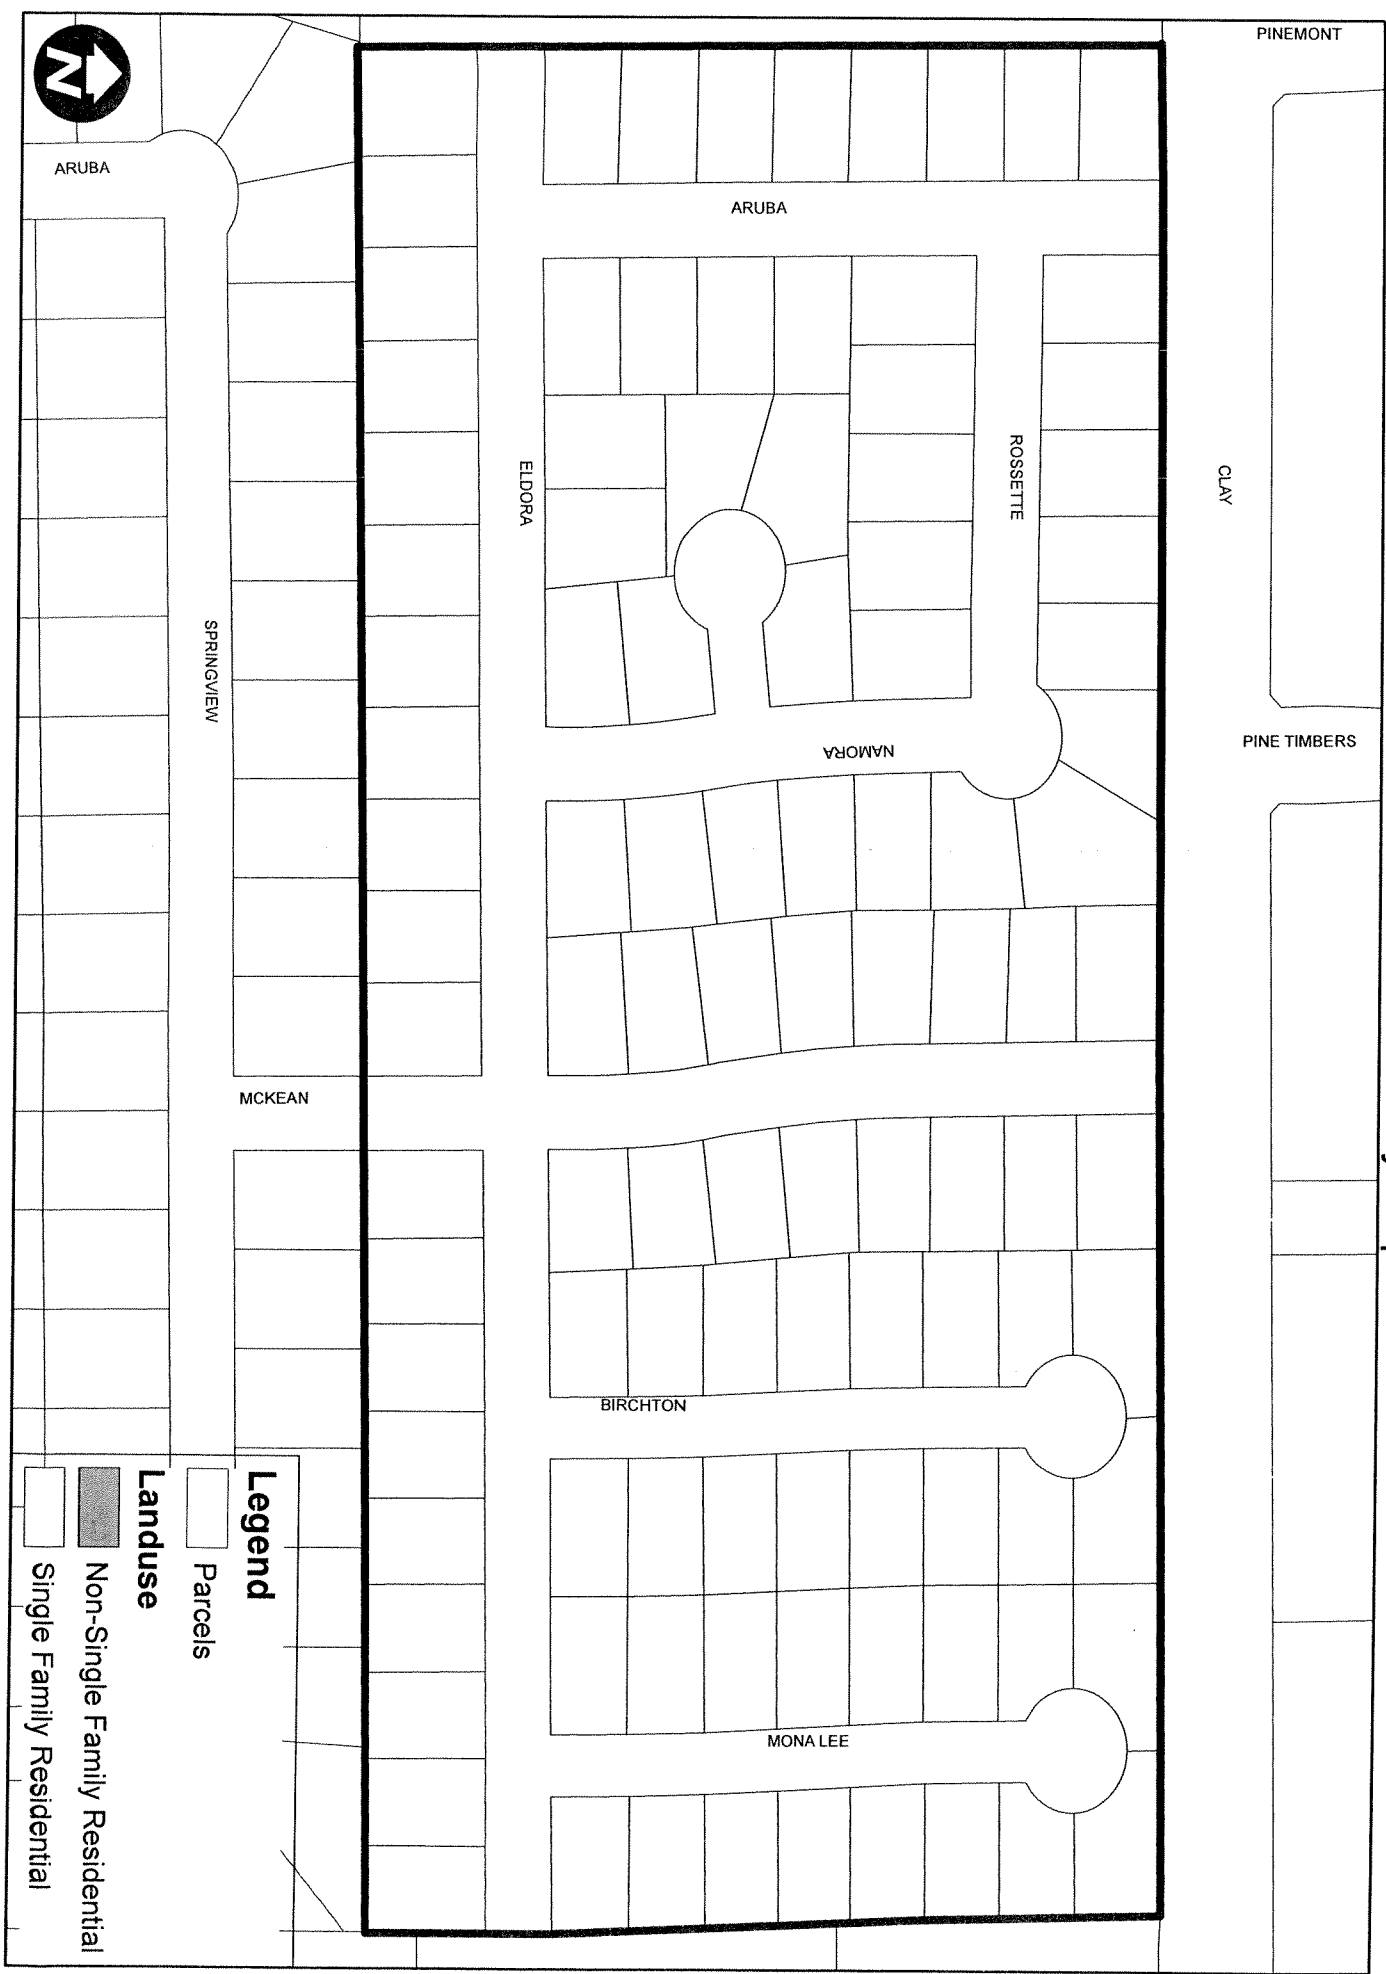 PINEMONT
N
ARUBA
ARUBA
ROSSETTE
ELDORA
CLAY
SPRINGVIEW
PINE TIMBERS
NAMORA
MCKEAN
BIRCHTON
MONA LEE
Legend
Parcels
Landuse
Non-Single Family Residential
Single Family Residential